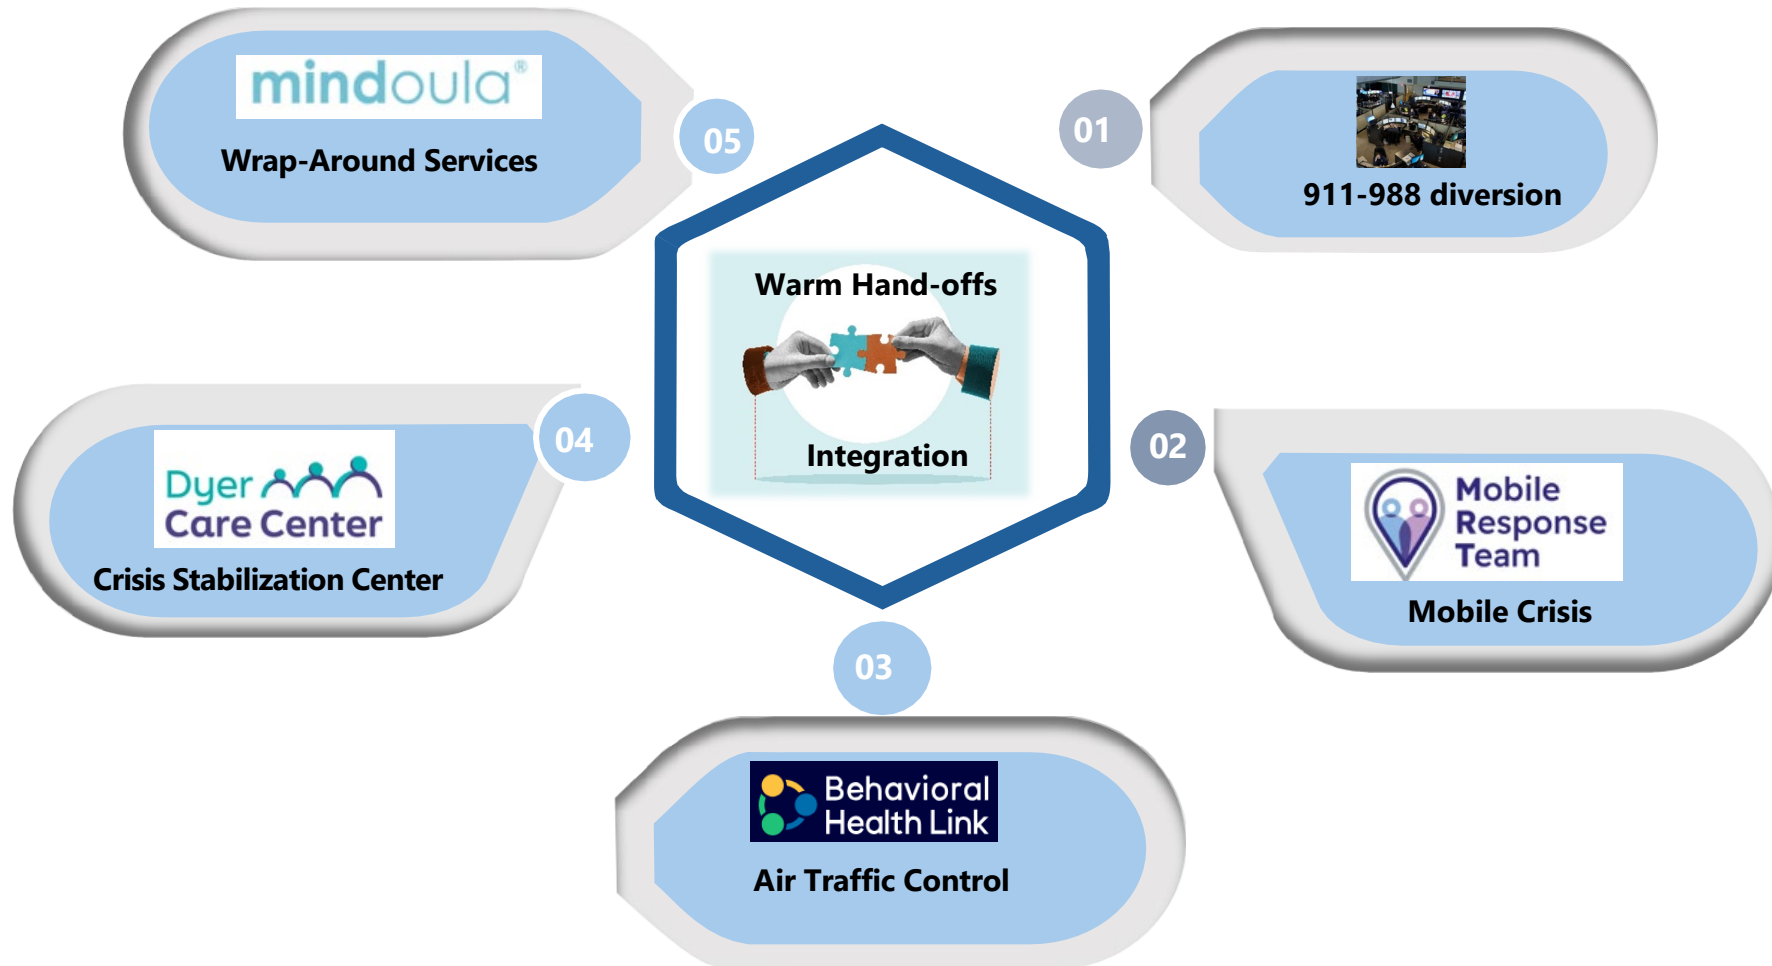 mindoula®
Wrap-Around Services
05
01
911-988 diversion
Warm Hand-offs
Integration
04
Dyer
Care Center
Crisis Stabilization Center
02
Mobile
Response
Team
Mobile Crisis
03
Behavioral
Health Link
Air Traffic Control